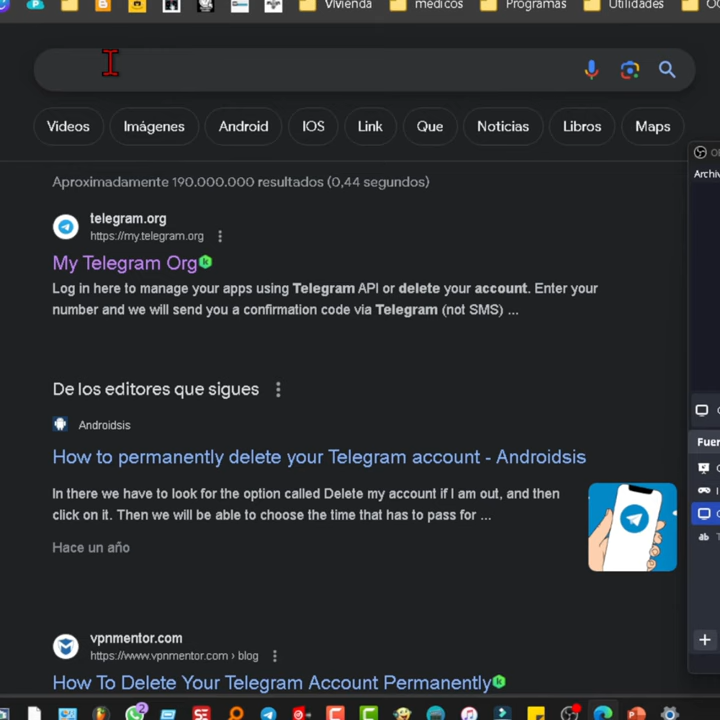 Vivienda
medicos
Programas
Utilidades
Videos
Imágenes
Android
IOS
Link
Que
Noticias
Libros
Maps
Aproximadamente 190.000.000 resultados (0,44 segundos)
telegram.org
https://my.telegram.org
My Telegram Org
Log in here to manage your apps using Telegram API or delete your account. Enter your
number and we will send you a confirmation code via Telegram (not SMS) ...
De los editores que sigues
Androidsis
How to permanently delete your Telegram account - Androidsis
In there we have to look for the option called Delete my account if I am out, and then
click on it. Then we will be able to choose the time that has to pass for ...
Hace un año
vpnmentor.com
https://www.vpnmentor.com › blog
How To Delete Your Telegram Account Permanently